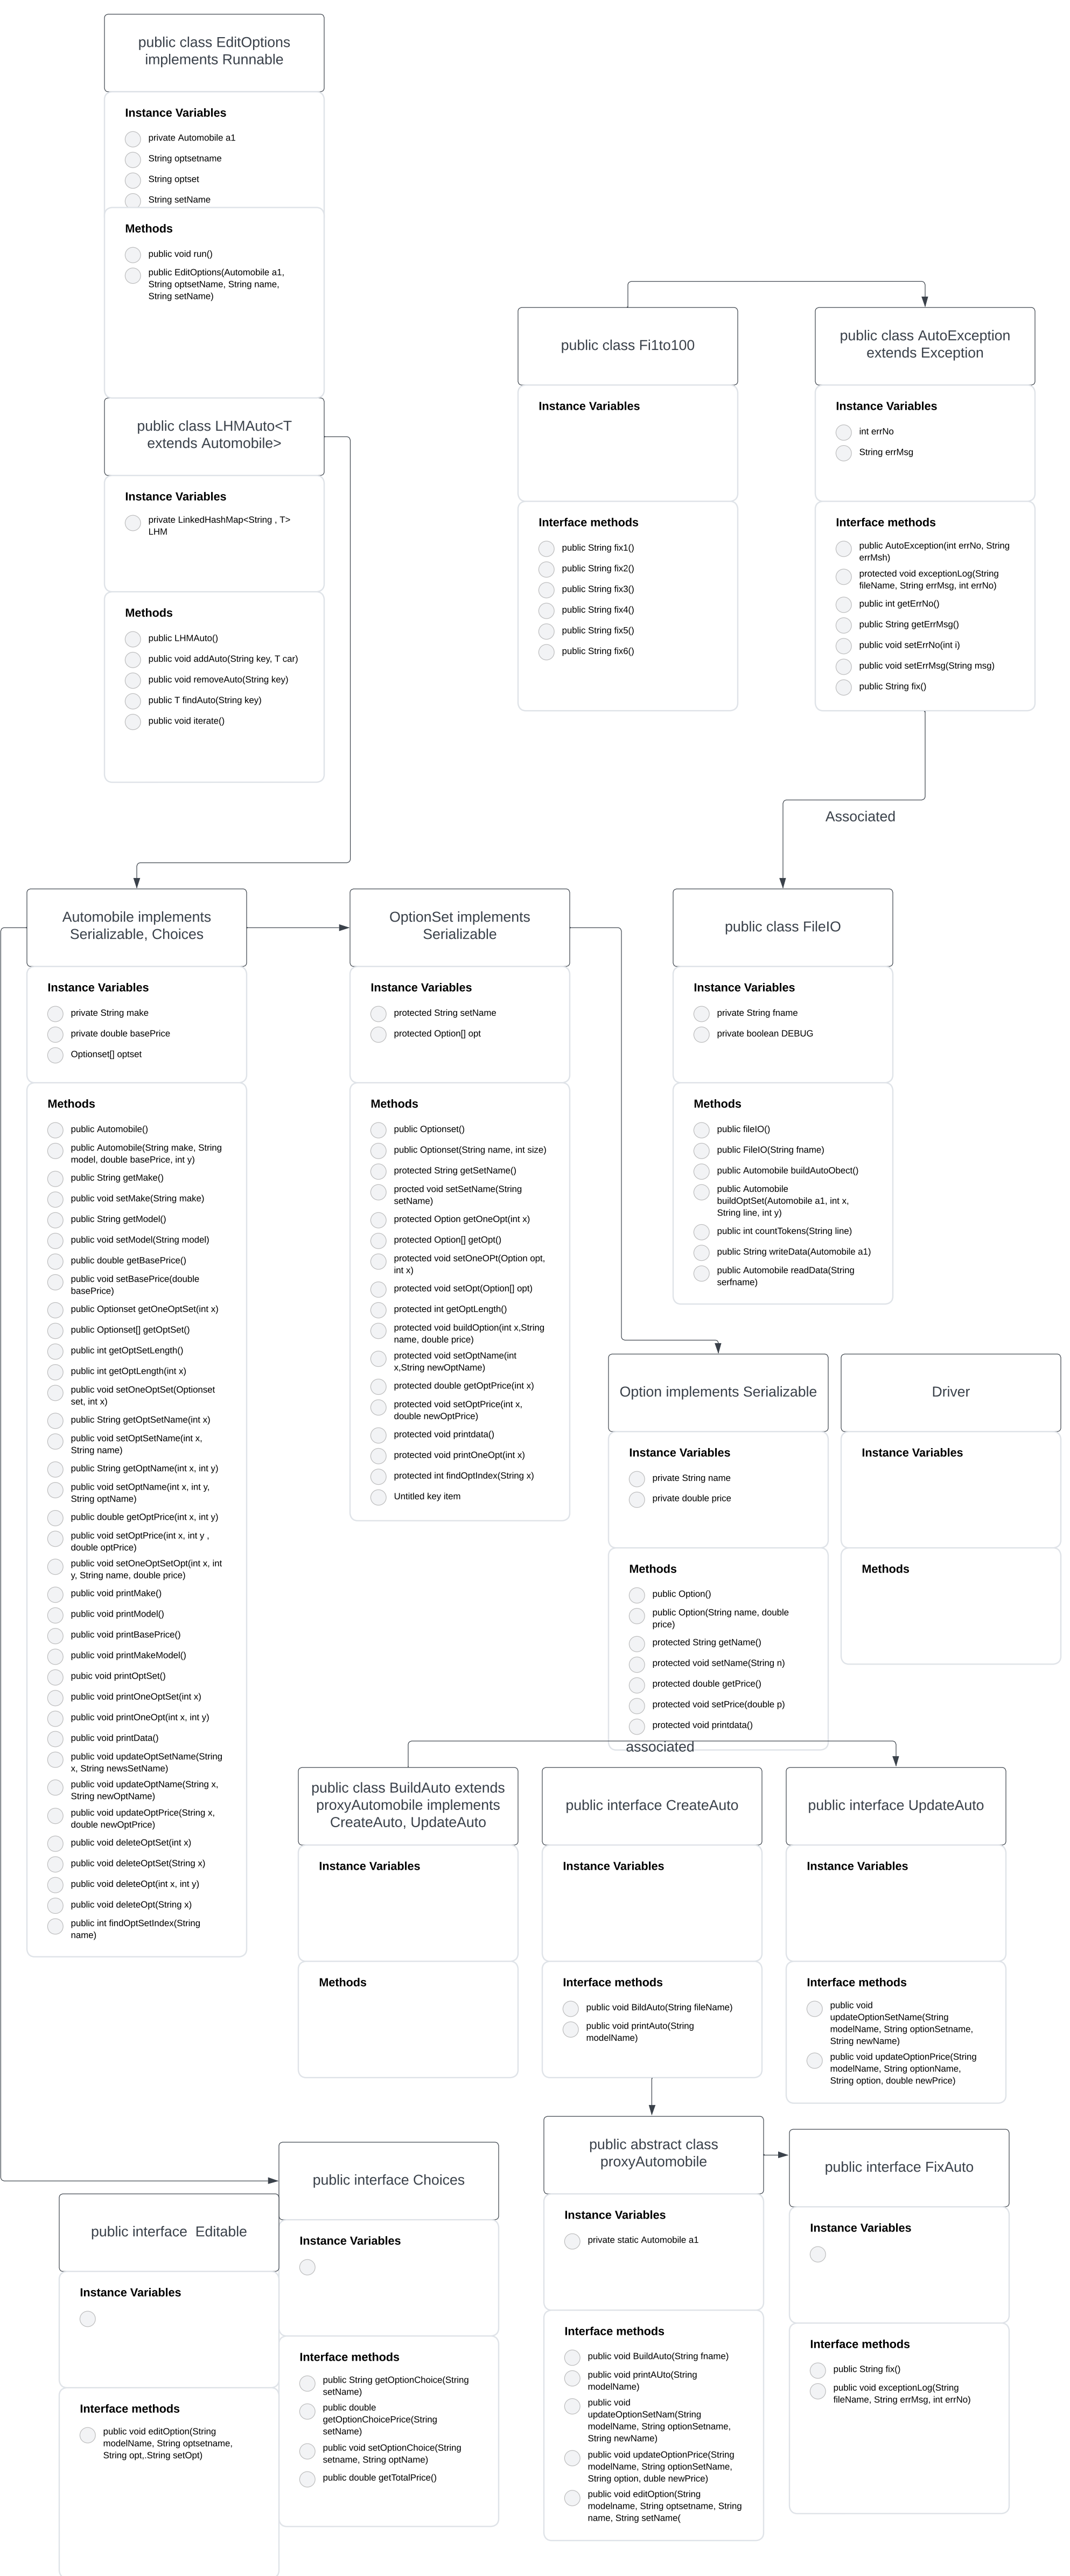 public class EditOptions
implements Runnable
Instance Variables
private Automobile a1
String optsetname
String optset
String setName
Methods
public void run()
public EditOptions(Automobile a1,
String optsetName, String name,
String setName)
public class LHMAuto<T
extends Automobile>
Instance Variables
private LinkedHashMap<String , T>
LHM
Methods
public LHMAuto()
public void addAuto(String key, T car)
public void removeAuto(String key)
public T findAuto(String key)
public void iterate()
public class Fi1to100
Instance Variables
Interface methods
public String fix1()
public String fix2()
public String fix3()
public String fix4()
public String fix5()
public String fix6()
public class AutoException
extends Exception
Instance Variables
int errNo
String errMsg
Interface methods
public AutoException(int errNo, String
errMsh)
protected void exceptionLog(String
fileName, String errMsg, int errNo)
public int getErrNo()
public String getErrMsg()
public void setErrNo(int i)
public void setErrMsg(String msg)
public String fix()
Associated
Automobile implements
Serializable, Choices
Instance Variables
private String make
private double basePrice
Optionset[] optset
Methods
public Automobile()
public Automobile(String make, String
model, double basePrice, int y)
public String getMake()
public void setMake(String make)
public String getModel()
public void setModel(String model)
public double getBasePrice()
public void setBasePrice(double
basePrice)
public Optionset getOneOptSet(int x)
public Optionset[] getOptSet()
public int getOptSetLength()
public int getOptLength(int x)
public void setOneOptSet(Optionset
set, int x)
public String getOptSetName(int x)
public void setOptSetName(int x,
String name)
public String getOptName(int x, int y)
public void setOptName(int x, int y,
String optName)
public double getOptPrice(int x, int y)
public void setOptPrice(int x, int y ,
double optPrice)
public void setOneOptSetOpt(int x, int
y, String name, double price)
public void printMake()
public void printModel()
public void printBasePrice()
public void printMakeModel()
pubic void printOptSet()
public void printOneOptSet(int x)
public void printOneOpt(int x, int y)
public void printData()
public void updateOptSetName(String
x, String newsSetName)
public void updateOptName(String x,
String newOptName)
public void updateOptPrice(String x,
double newOptPrice)
public void deleteOptSet(int x)
public void deleteOptSet(String x)
public void deleteOpt(int x, int y)
public void deleteOpt(String x)
public int findOptSetIndex(String
name)
OptionSet implements
Serializable
Instance Variables
protected String setName
protected Option[] opt
Methods
public Optionset()
public Optionset(String name, int size)
protected String getSetName()
procted void setSetName(String
setName)
protected Option getOneOpt(int x)
protected Option[] getOpt()
protected void setOneOPt(Option opt,
int x)
protected void setOpt(Option[] opt)
protected int getOptLength()
protected void buildOption(int x,String
name, double price)
protected void setOptName(int
x,String newOptName)
protected double getOptPrice(int x)
protected void setOptPrice(int x,
double newOptPrice)
protected void printdata()
protected void printOneOpt(int x)
protected int findOptIndex(String x)
Untitled key item
public class FileIO
Instance Variables
private String fname
private boolean DEBUG
Methods
public fileIO()
public FileIO(String fname)
public Automobile buildAutoObect()
public Automobile
buildOptSet(Automobile a1, int x,
String line, int y)
public int countTokens(String line)
public String writeData(Automobile a1)
public Automobile readData(String
serfname)
Option implements Serializable
Instance Variables
private String name
private double price
Methods
public Option()
public Option(String name, double
price)
protected String getName()
protected void setName(String n)
protected double getPrice()
protected void setPrice(double p)
protected void printdata()
Driver
Instance Variables
Methods
associated
public class BuildAuto extends
proxyAutomobile implements
CreateAuto, UpdateAuto
Instance Variables
Methods
public interface CreateAuto
Instance Variables
Interface methods
public void BildAuto(String fileName)
public void printAuto(String
modelName)
public interface UpdateAuto
Instance Variables
Interface methods
public void
updateOptionSetName(String
modelName, String optionSetname,
String newName)
public void updateOptionPrice(String
modelName, String optionName,
String option, double newPrice)
public interface  Editable
Instance Variables
Interface methods
public void editOption(String
modelName, String optsetname,
String opt,.String setOpt)
public interface Choices
Instance Variables
Interface methods
public String getOptionChoice(String
setName)
public double
getOptionChoicePrice(String
setName)
public void setOptionChoice(String
setname, String optName)
public double getTotalPrice()
public abstract class
proxyAutomobile
Instance Variables
private static Automobile a1
Interface methods
public void BuildAuto(String fname)
public void printAUto(String
modelName)
public void
updateOptionSetNam(String
modelName, String optionSetname,
String newName)
public void updateOptionPrice(String
modelName, String optionSetName,
String option, duble newPrice)
public void editOption(String
modelname, String optsetname, String
name, String setName(
public interface FixAuto
Instance Variables
Interface methods
public String fix()
public void exceptionLog(String
fileName, String errMsg, int errNo)